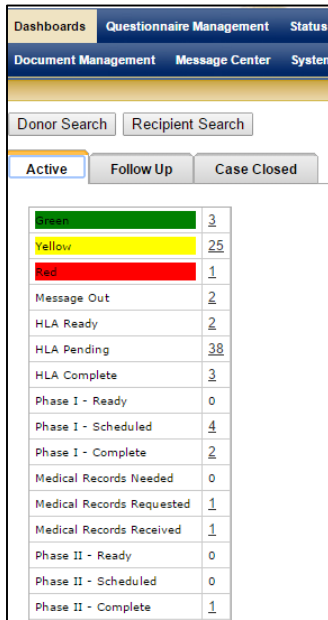 Dashboards Questionnaire Management Status
Document Management Message Center System
Donor Search Recipient Search
Active Follow Up Case Closed
Green 3
Yellow 25
Red 1
Message Out 2
HLA Ready 2
HLA Pending 38
HLA Complete 3
Phase I - Ready 0
Phase I - Scheduled 4
Phase I - Complete 2
Medical Records Needed 0
Medical Records Requested 1
Medical Records Received 1
Phase II - Ready 0
Phase II - Scheduled 0
Phase II - Complete 1